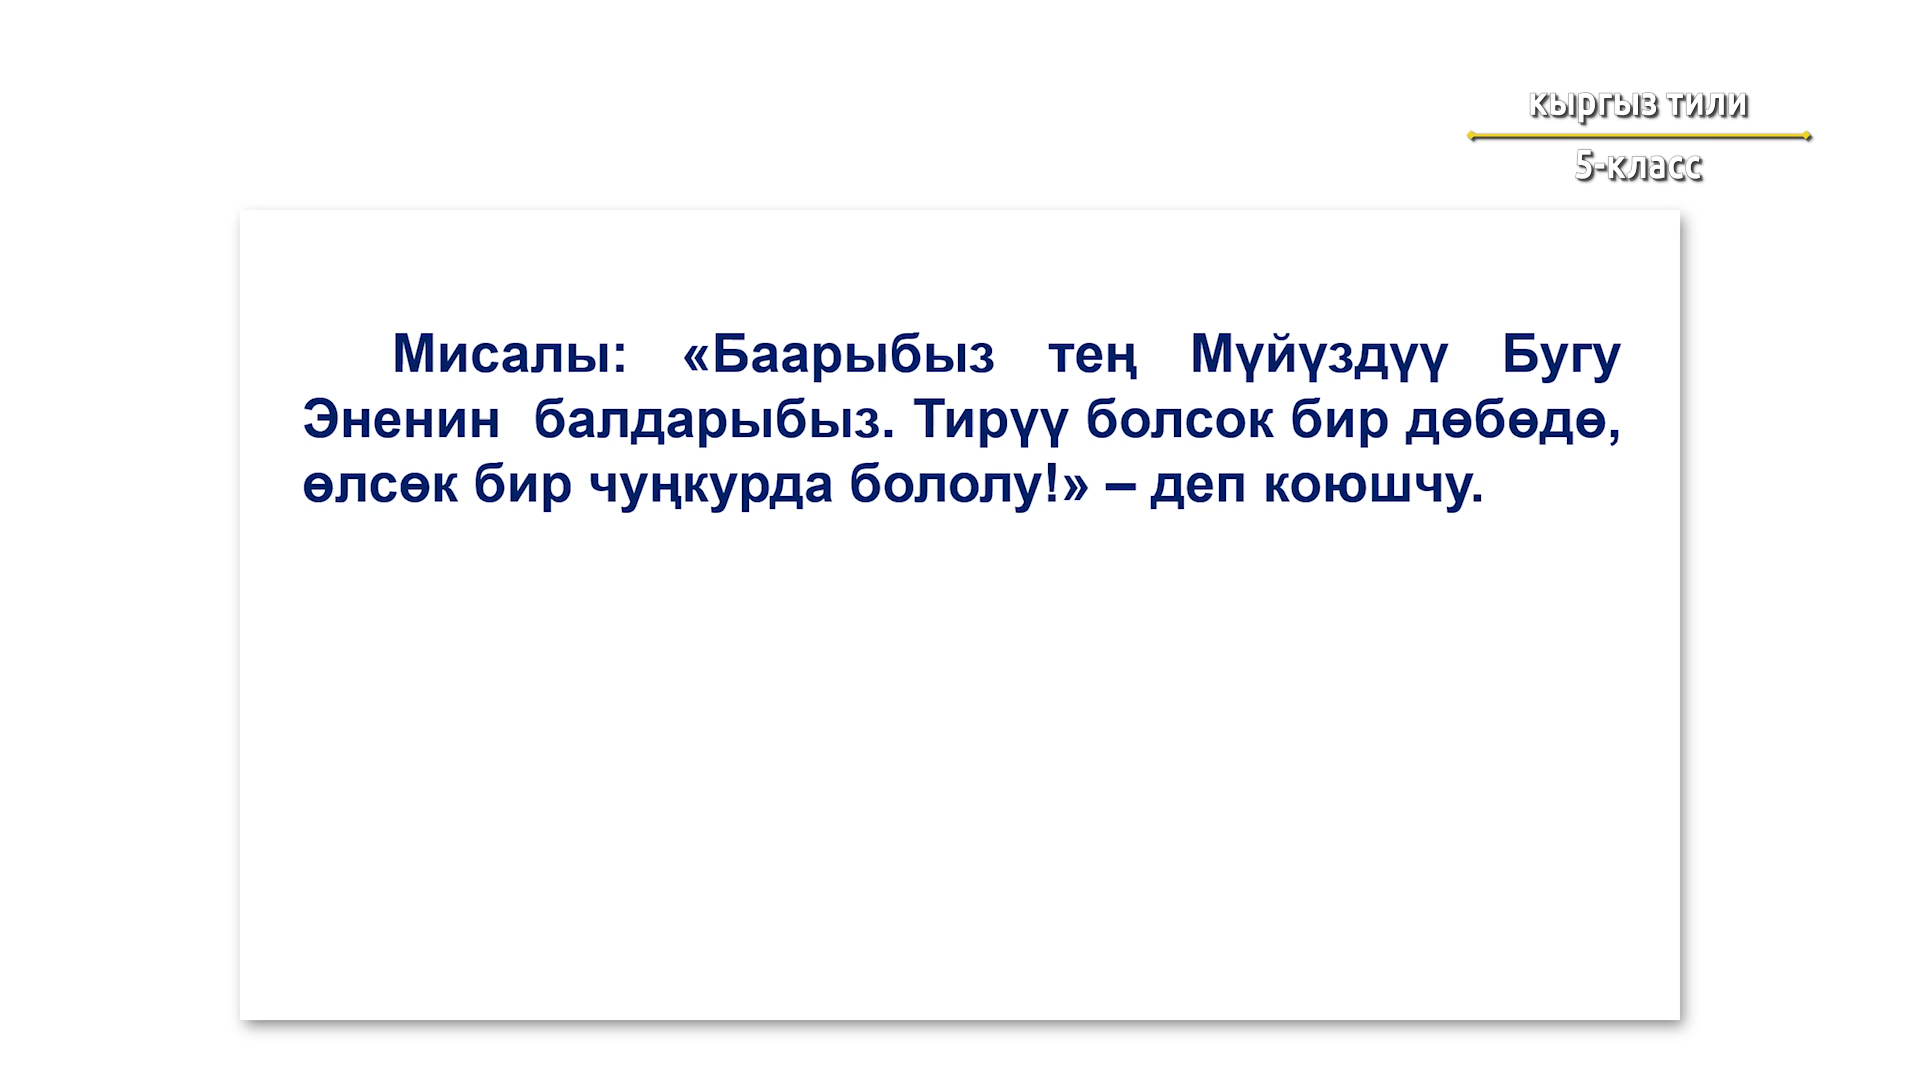 кыргыз тили
5-класс
Мисалы: «Баарыбыз тең Мүйүздүү Бугу
Эненин балдарыбыз. Тирүү болсок бир дөбөдө,
өлсөк бир чуңкурда бололу!» – деп коюшчу.